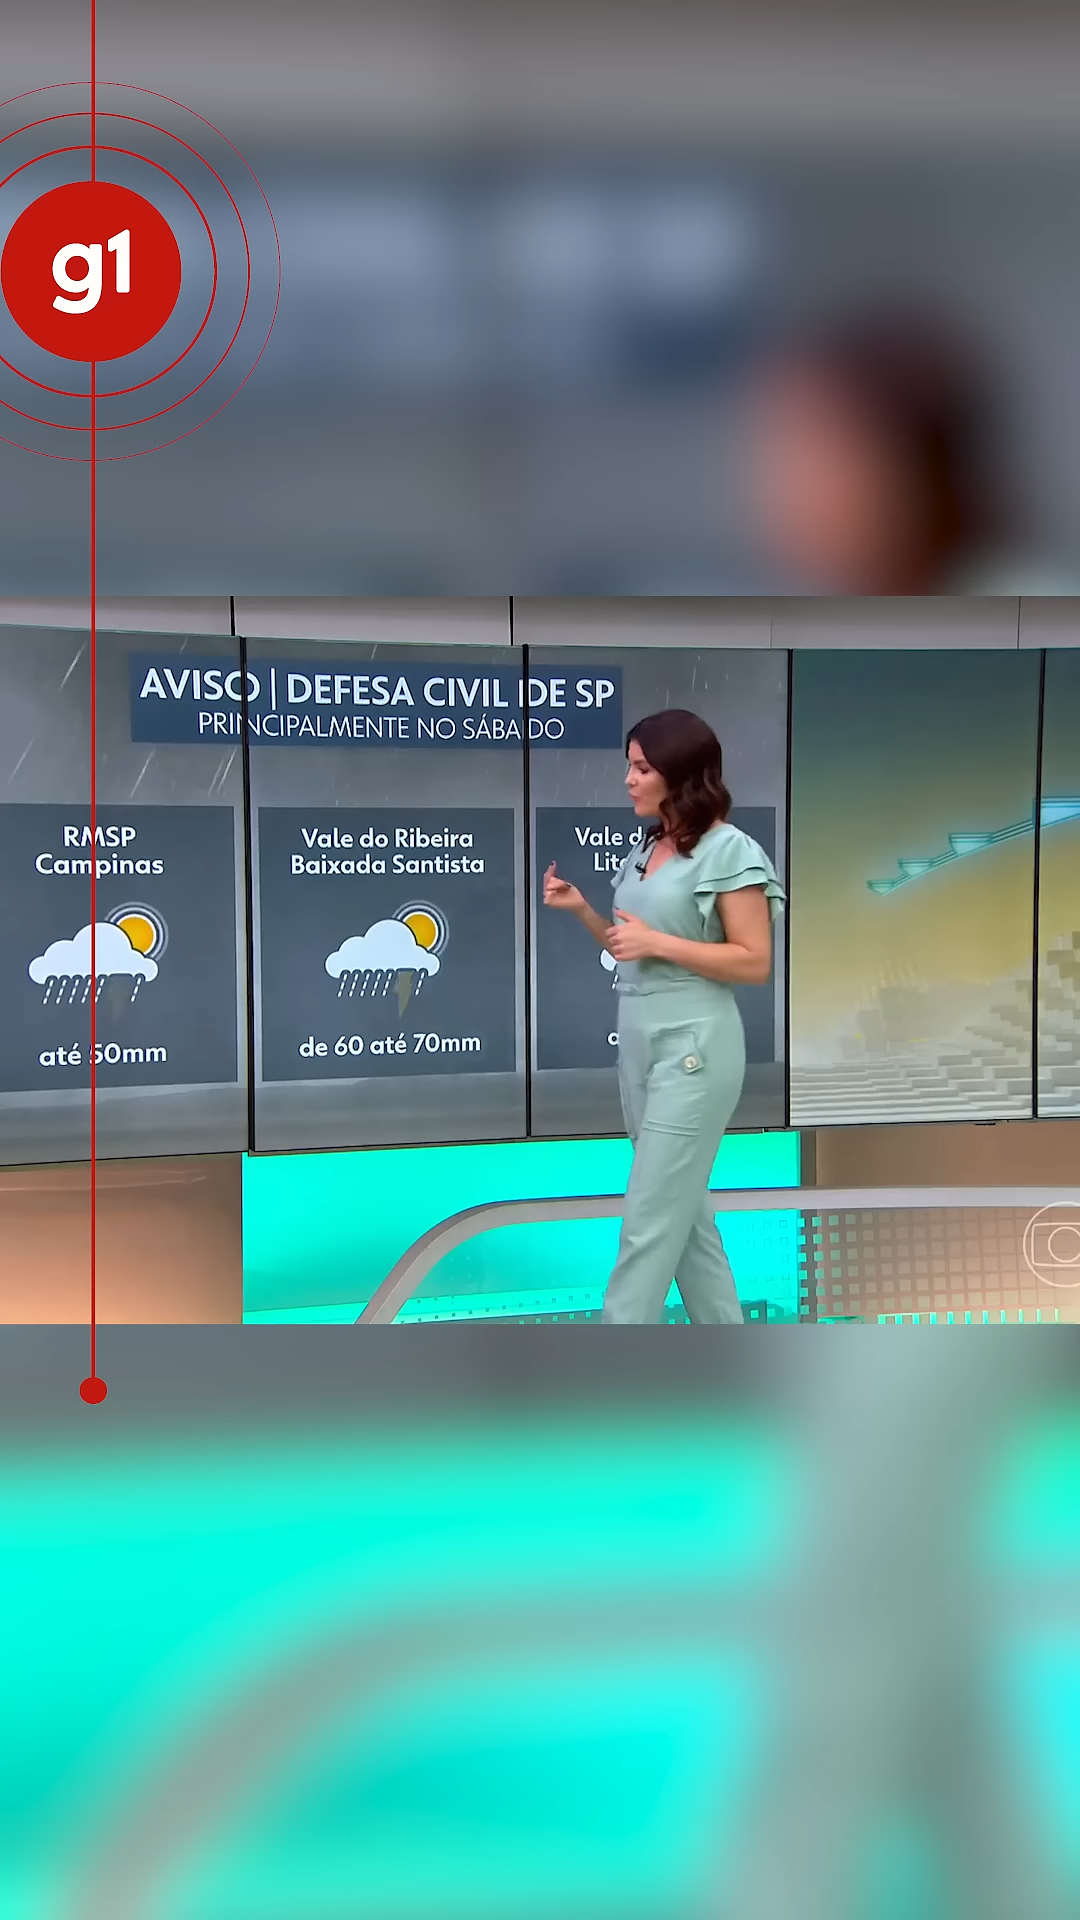 g1
AVISO | DEFESA CIVIL DE SP
PRINCIPALMENTE NO SÁBADO
RMSP
Campinas
até 50mm
Vale do Ribeira
Baixada Santista
de 60 até 70mm
Vale